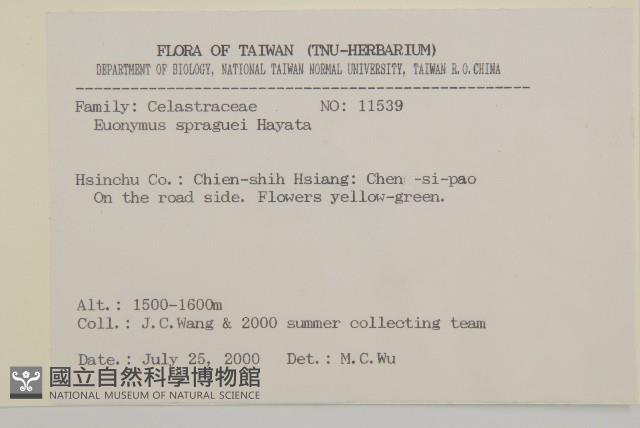 FLORA OF TAIWAN (TNU-HERBARIUM)
DEPARTMENT OF BIOLOGY, NATIONAL TAIWAN NORMAL UNIVERSITY, TAIWAN R.O.CHINA
--------------------------------------------------
Family: Celastraceae NO: 11539
Euonymus spraguei Hayata
Hsinchu Co.: Chien-shih Hsiang: Chen -si-pao
On the road side. Flowers yellow-green.
Alt.: 1500-1600m
Coll.: J.C.Wang & 2000 summer collecting team
Date.: July 25, 2000 Det.: M.C.Wu
國立自然科學博物館
NATIONAL MUSEUM OF NATURAL SCIENCE